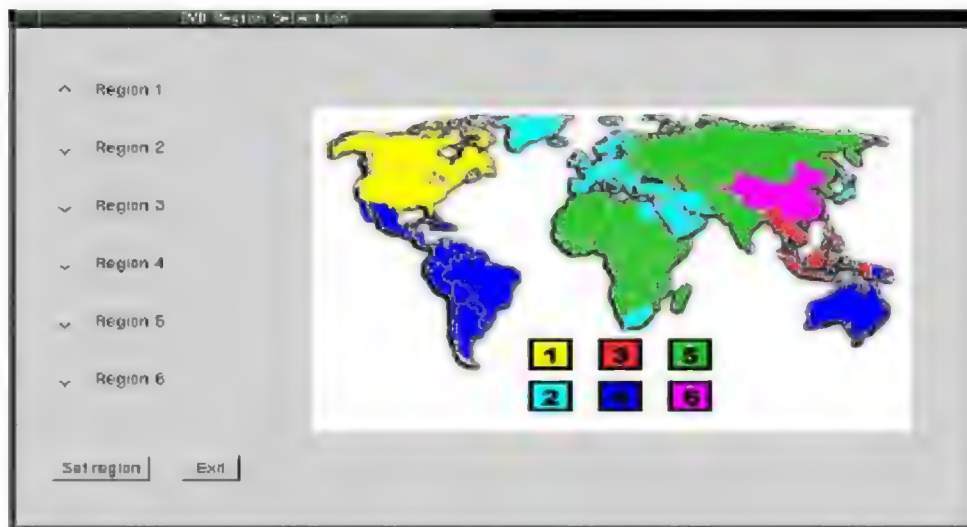 DVD Region Selection
Region 1
Region 2
Region 3
Region 4
Region 5
Region 6
1 3 5
2 4 6
Set region Exit